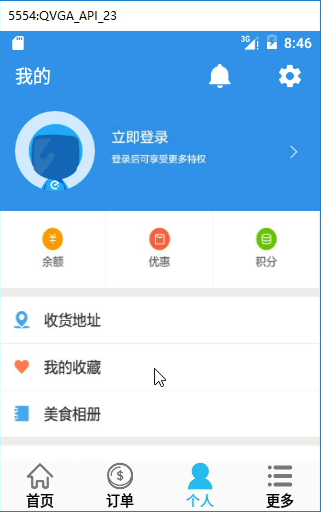 5554:QVGA_API_23
3G 8:46
我的
立即登录
登录后可享受更多特权
¥
余额
优惠
积分
收货地址
我的收藏
美食相册
$
首页
订单
个人
更多